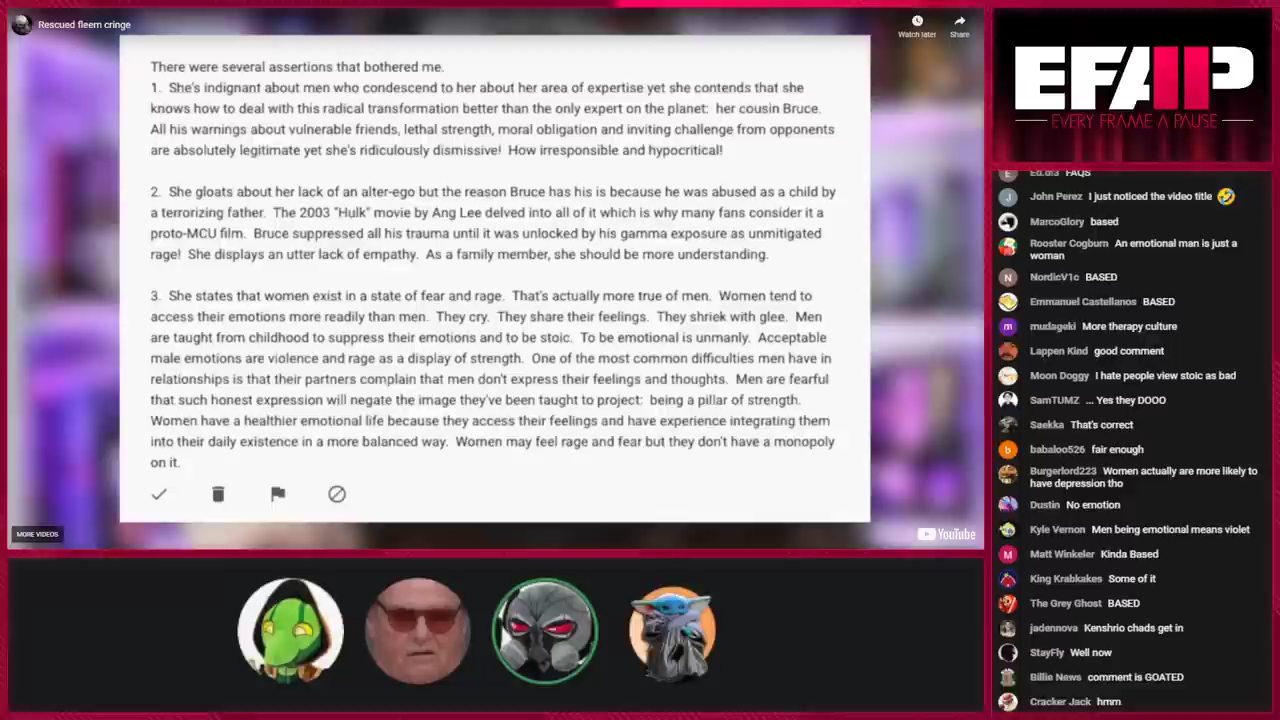 Rescued fleem cringe
Watch later
Share
There were several assertions that bothered me.
1. She's indignant about men who condescend to her about her area of expertise yet she contends that she
knows how to deal with this radical transformation better than the only expert on the planet: her cousin Bruce.
All his warnings about vulnerable friends, lethal strength, moral obligation and inviting challenge from opponents
are absolutely legitimate yet she's ridiculously dismissive! How irresponsible and hypocritical!
2. She gloats about her lack of an alter-ego but the reason Bruce has his is because he was abused as a child by
a terrorizing father. The 2003 "Hulk" movie by Ang Lee delved into all of it which is why many fans consider it a
proto-MCU film. Bruce suppressed all his trauma until it was unlocked by his gamma exposure as unmitigated
rage! She displays an utter lack of empathy. As a family member, she should be more understanding.
3. She states that women exist in a state of fear and rage. That's actually more true of men. Women tend to
access their emotions more readily than men. They cry. They share their feelings. They shriek with glee. Men
are taught from childhood to suppress their emotions and to be stoic. To be emotional is unmanly. Acceptable
male emotions are violence and rage as a display of strength. One of the most common difficulties men have in
relationships is that their partners complain that men don't express their feelings and thoughts. Men are fearful
that such honest expression will negate the image they've been taught to project: being a pillar of strength.
Women have a healthier emotional life because they access their feelings and have experience integrating them
into their daily existence in a more balanced way. Women may feel rage and fear but they don't have a monopoly
on it.
MORE VIDEOS
YouTube
EFAP
EVERY FRAME A PAUSE
E Ed.di3 FAQS
J John Perez I just noticed the video title
MarcoGlory based
Rooster Cogburn An emotional man is just a
woman
N NordicV1c BASED
Emmanuel Castellanos BASED
m mudageki More therapy culture
Lappen Kind good comment
Moon Doggy I hate people view stoic as bad
SamTUMZ ... Yes they DOOO
Saekka That's correct
b babaloo526 fair enough
Burgerlord223 Women actually are more likely to
have depression tho
Dustin No emotion
Kyle Vernon Men being emotional means violet
M Matt Winkeler Kinda Based
King Krabkakes Some of it
The Grey Ghost BASED
jadennova Kenshrio chads get in
StayFly Well now
Billie News comment is GOATED
Cracker Jack hmm